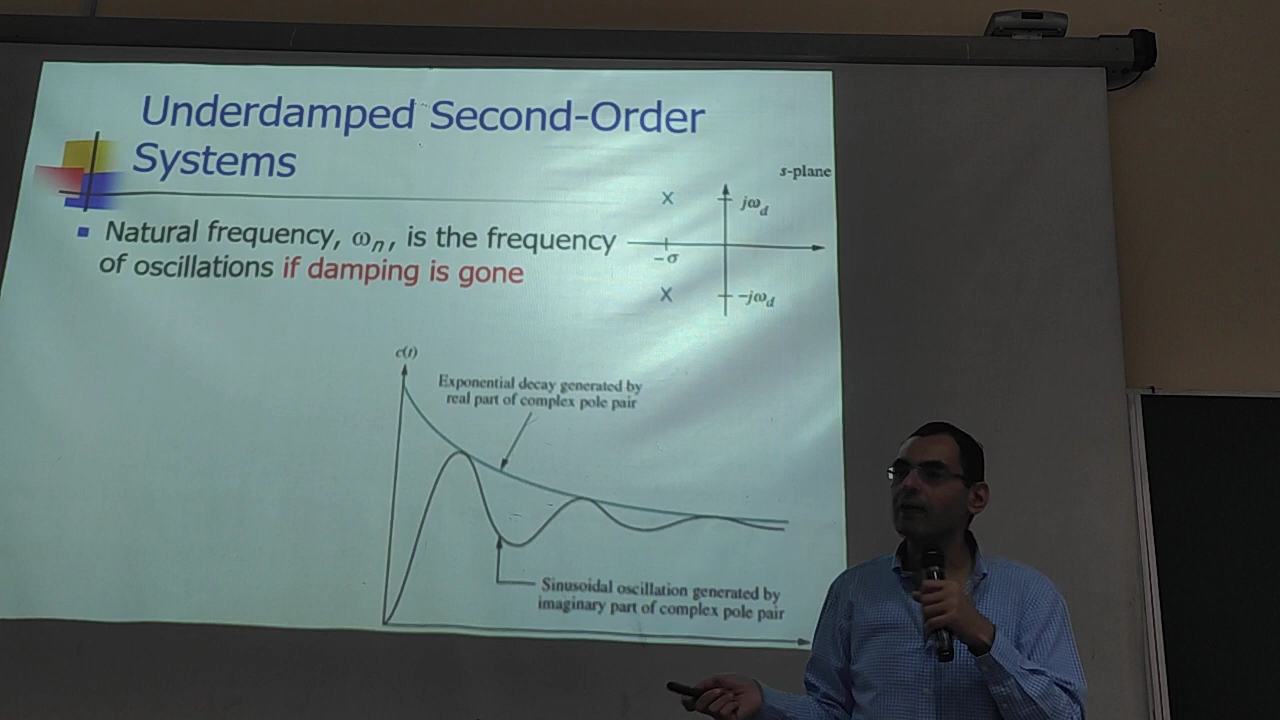 Underdamped Second-Order
Systems
s-plane
Natural frequency, ωn, is the frequency
of oscillations if damping is gone
X
jωd
−σ
X
−jωd
c(t)
Exponential decay generated by
real part of complex pole pair
Sinusoidal oscillation generated by
imaginary part of complex pole pair